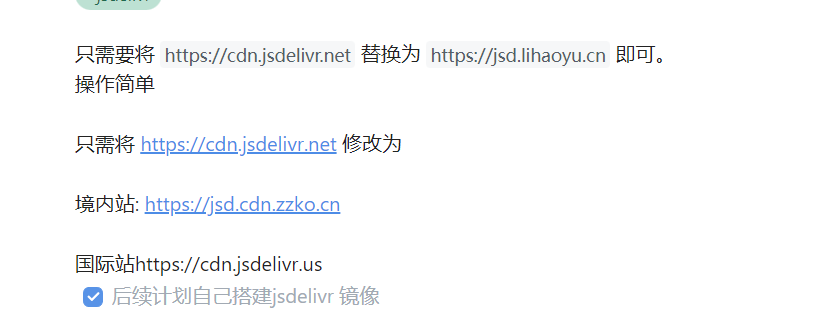 jsdelivr
只需要将 https://cdn.jsdelivr.net 替换为 https://jsd.lihaoyu.cn 即可。
操作简单
只需将 https://cdn.jsdelivr.net 修改为
境内站: https://jsd.cdn.zzko.cn
国际站https://cdn.jsdelivr.us
后续计划自己搭建jsdelivr 镜像